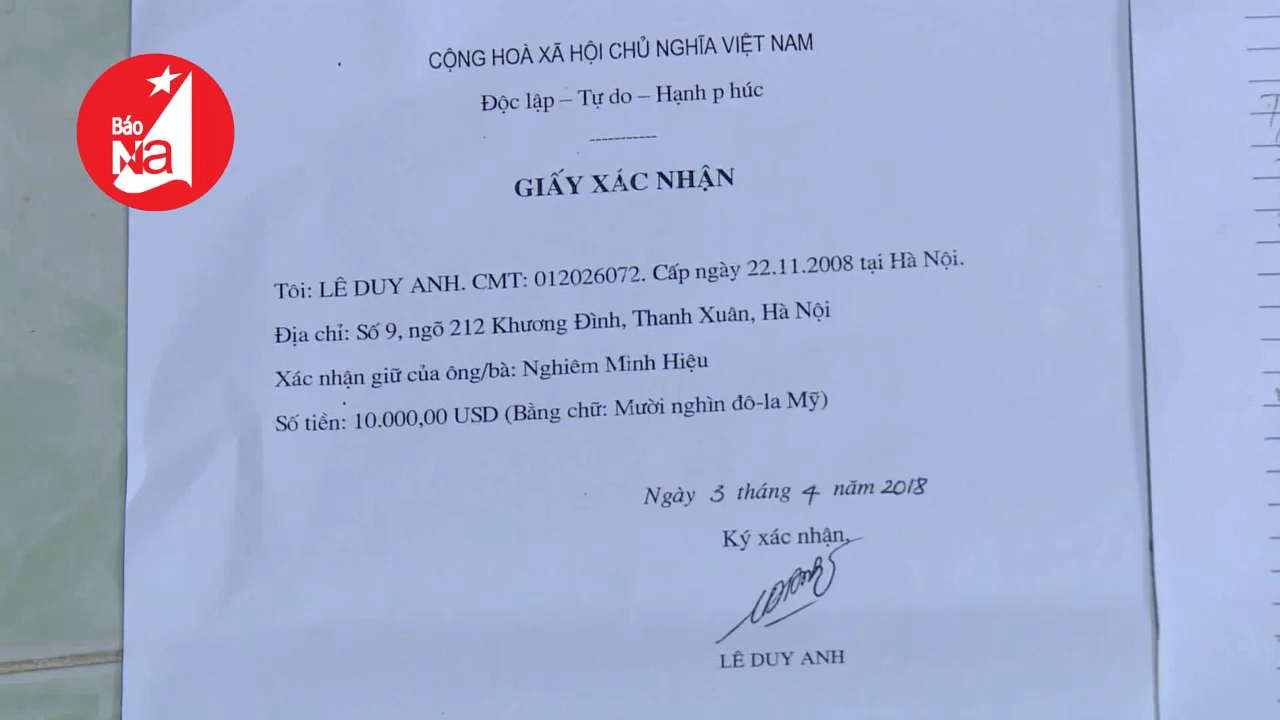 Báo
Na
CỘNG HOÀ XÃ HỘI CHỦ NGHĨA VIỆT NAM
Độc lập – Tự do – Hạnh p húc
-----------
GIẤY XÁC NHẬN
Tôi: LÊ DUY ANH. CMT: 012026072. Cấp ngày 22.11.2008 tại Hà Nội.
Địa chỉ: Số 9, ngõ 212 Khương Đình, Thanh Xuân, Hà Nội
Xác nhận giữ của ông/bà: Nghiêm Minh Hiệu
Số tiền: 10.000,00 USD (Bằng chữ: Mười nghìn đô-la Mỹ)
Ngày 3 tháng 4 năm 2018
Ký xác nhận,
LÊ DUY ANH